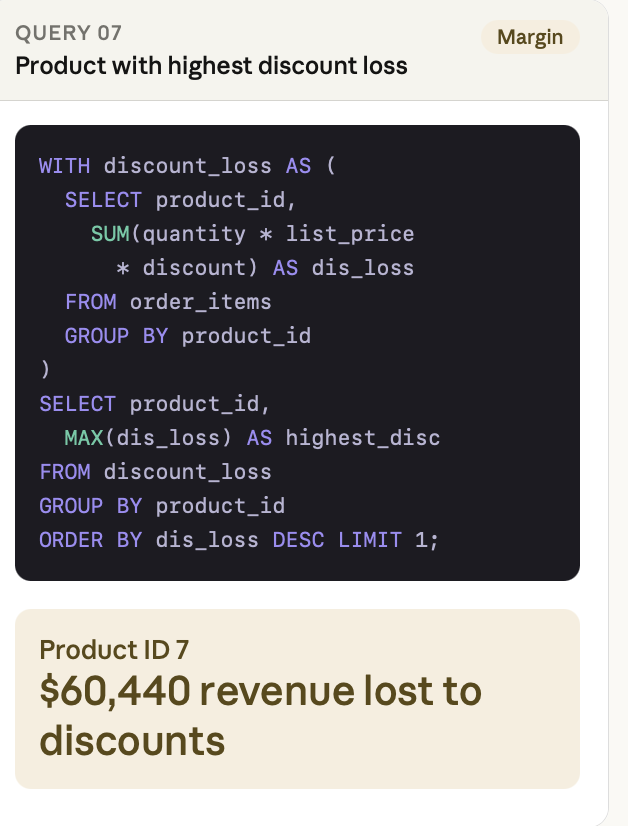 QUERY 07
Margin
Product with highest discount loss
WITH discount_loss AS (
  SELECT product_id,
    SUM(quantity * list_price
      * discount) AS dis_loss
  FROM order_items
  GROUP BY product_id
)
SELECT product_id,
  MAX(dis_loss) AS highest_disc
FROM discount_loss
GROUP BY product_id
ORDER BY dis_loss DESC LIMIT 1;
Product ID 7
$60,440 revenue lost to
discounts